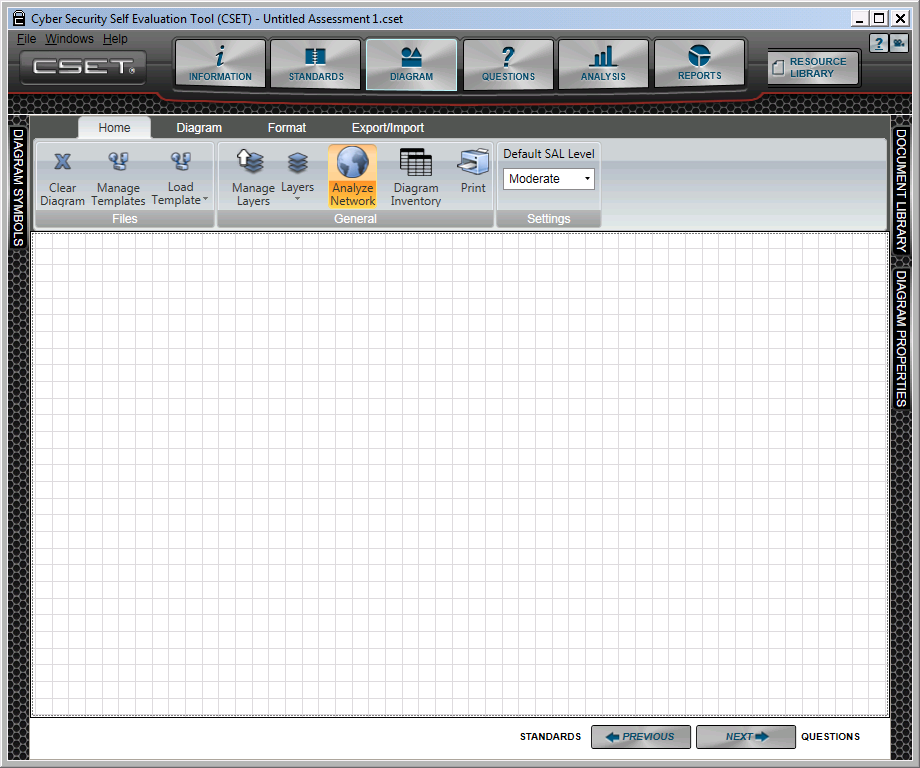 Cyber Security Self Evaluation Tool (CSET) - Untitled Assessment 1.cset
File Windows Help
CSET
INFORMATION
STANDARDS
DIAGRAM
QUESTIONS
ANALYSIS
REPORTS
RESOURCE
LIBRARY
Home Diagram Format Export/Import
Clear
Diagram
Manage
Templates
Load
Template
Files
Manage
Layers
Layers
Analyze
Network
Diagram
Inventory
Print
General
Default SAL Level
Moderate
Settings
DIAGRAM SYMBOLS
DOCUMENT LIBRARY
DIAGRAM PROPERTIES
STANDARDS PREVIOUS NEXT QUESTIONS